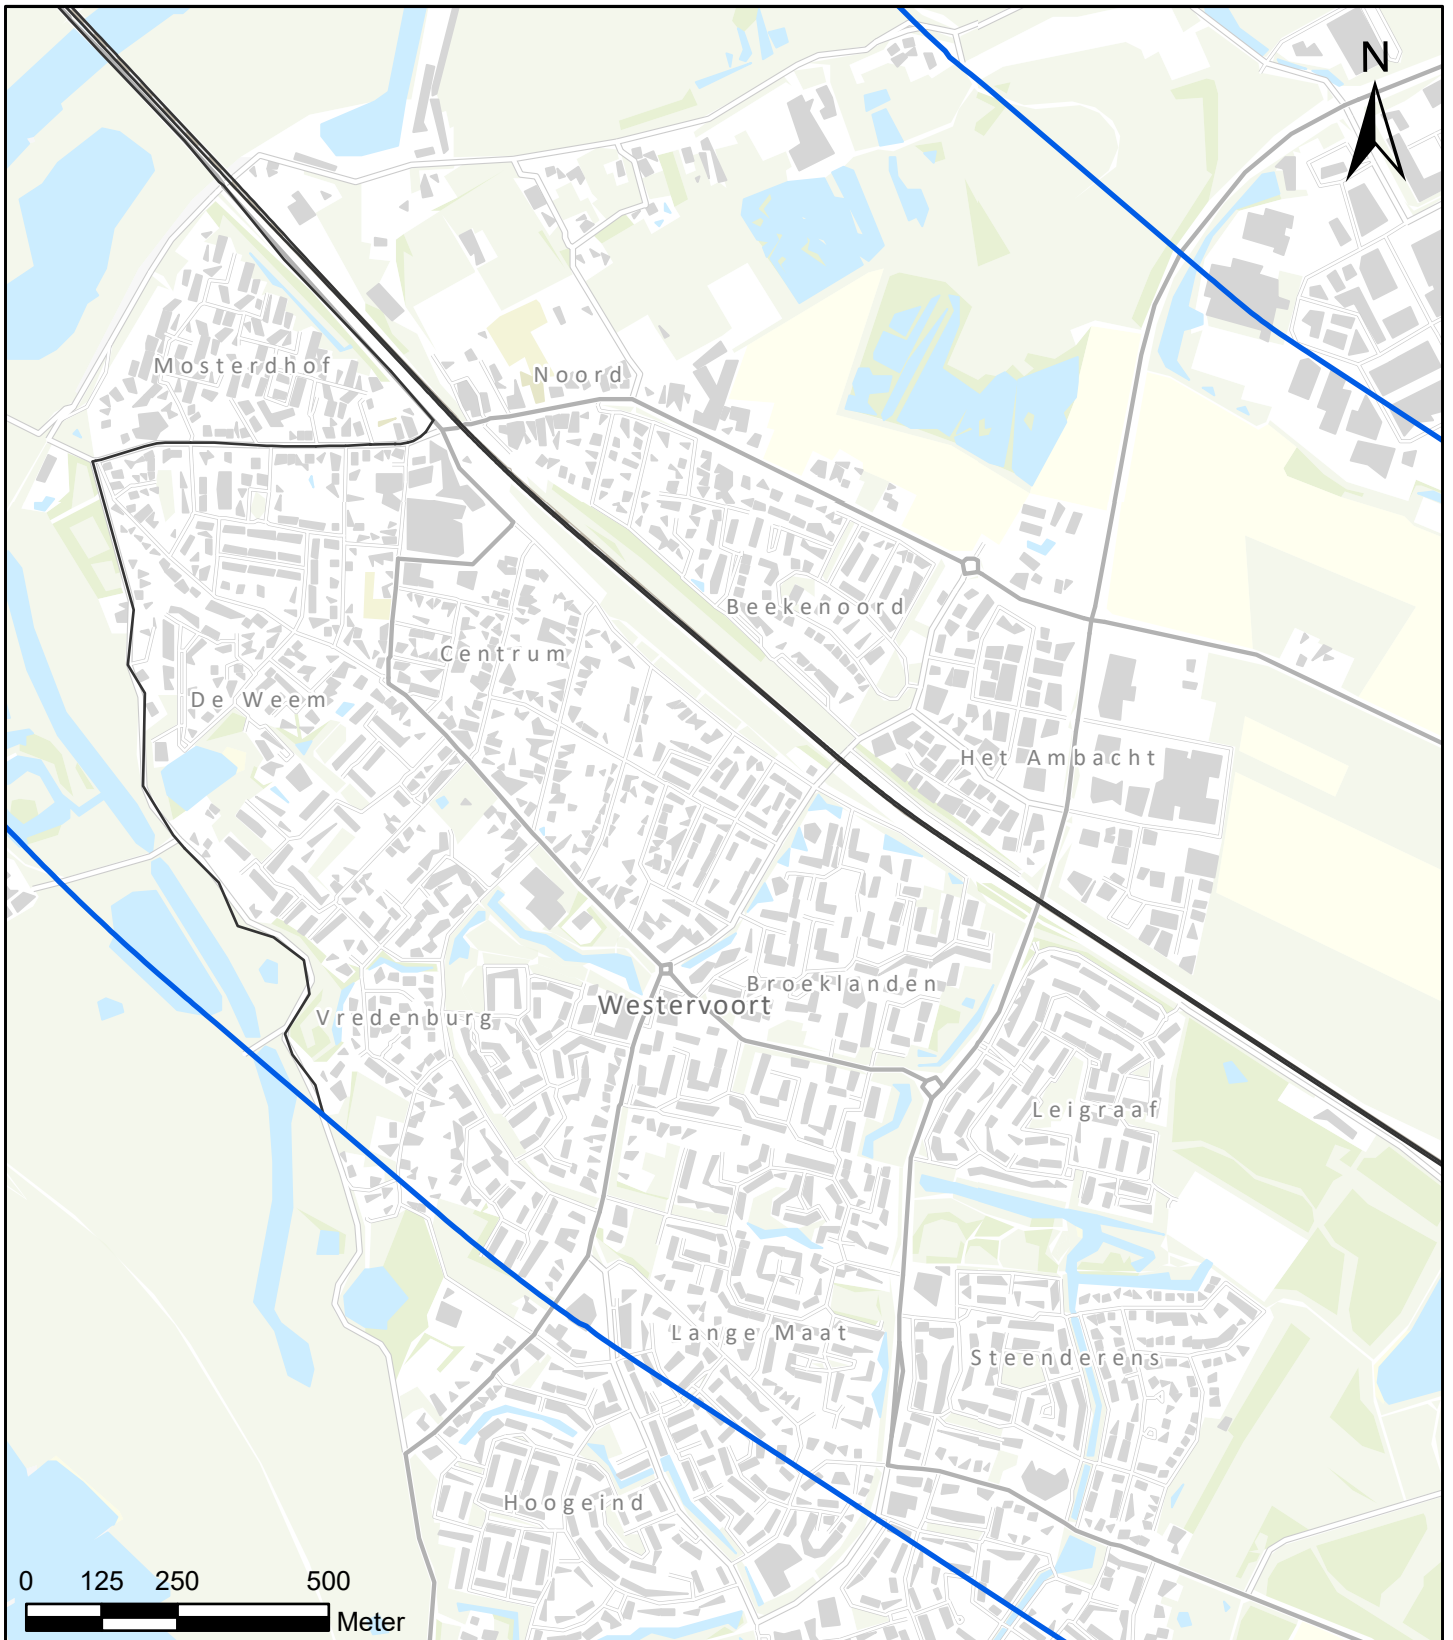 N
Mosterdhof
Noord
Beekenoord
Centrum
De Weem
Het Ambacht
Broeklanden
Westervoort
Vredenburg
Leigraaf
Lange Maat
Steenderens
Hoogeind
0 125 250 500
Meter